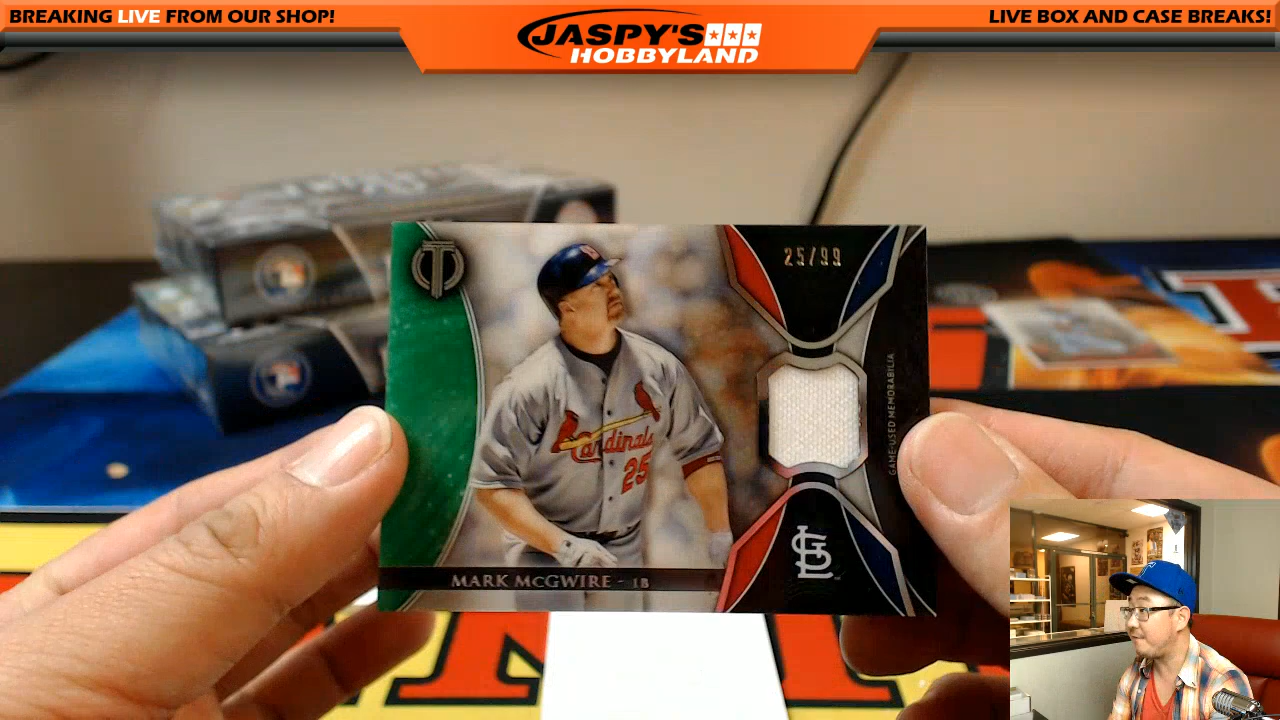 BREAKING LIVE FROM OUR SHOP!
JASPY'S
HOBBYLAND
LIVE BOX AND CASE BREAKS!
25/99
GAME-USED MEMORABILIA
Cardinals
25
STL
MARK McGWIRE - 1B